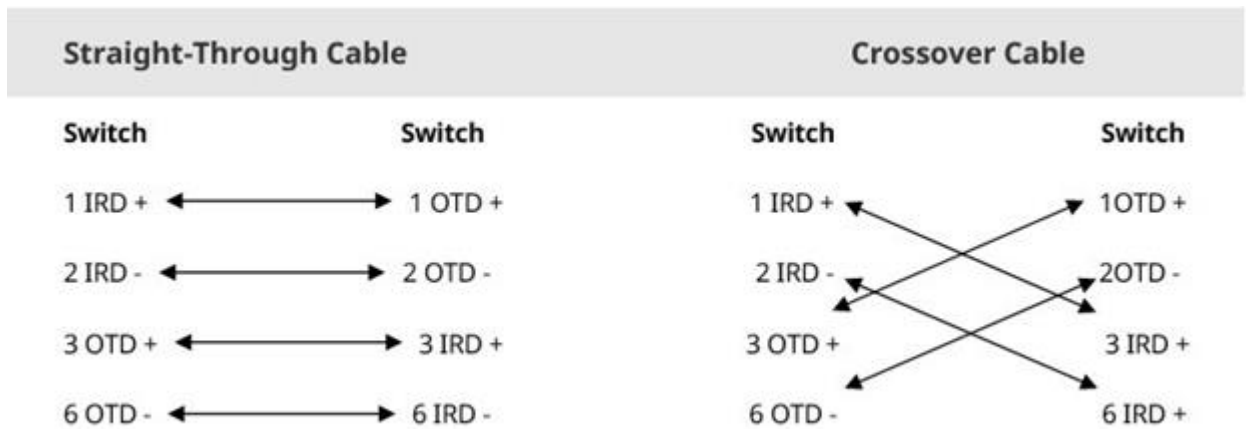 Straight-Through Cable Crossover Cable
Switch Switch Switch Switch
1 IRD + 1 OTD + 1 IRD + 1OTD +
2 IRD - 2 OTD - 2 IRD - 2OTD -
3 OTD + 3 IRD + 3 OTD + 3 IRD +
6 OTD - 6 IRD - 6 OTD - 6 IRD +